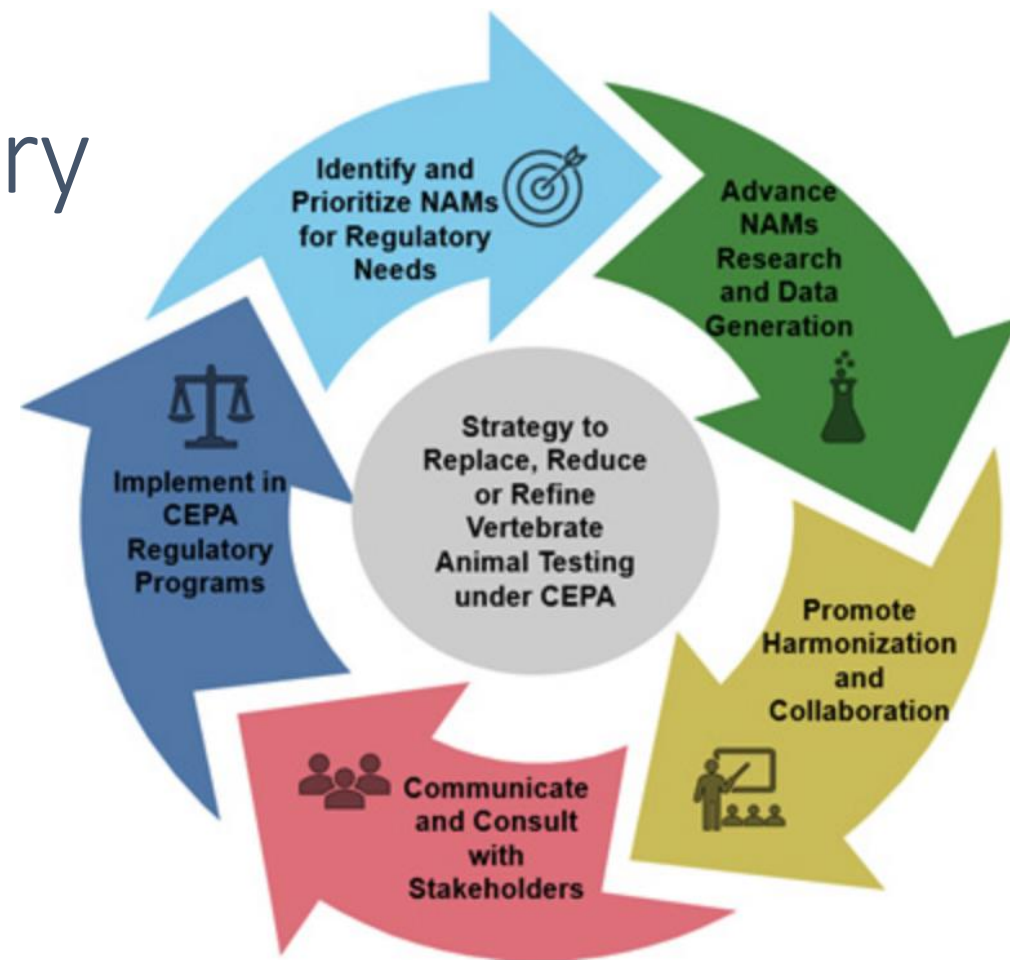 ry
Identify and
Prioritize NAMs
for Regulatory
Needs
Advance
NAMs
Research
and Data
Generation
Promote
Harmonization
and
Collaboration
Communicate
and Consult
with
Stakeholders
Implement in
CEPA
Regulatory
Programs
Strategy to
Replace, Reduce
or Refine
Vertebrate
Animal Testing
under CEPA